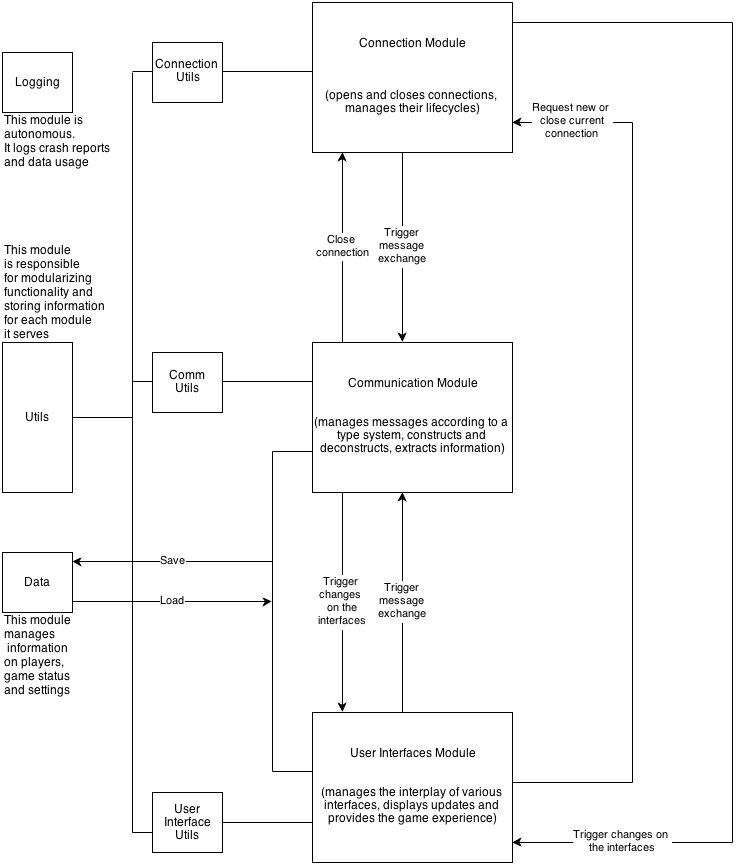 Connection Module
(opens and closes connections,
manages their lifecycles)
Connection
Utils
Logging
This module is
autonomous.
It logs crash reports
and data usage
Request new or
close current
connection
Close
connection
Trigger
message
exchange
This module
is responsible
for modularizing
functionality and
storing information
for each module
it serves
Utils
Comm
Utils
Communication Module
(manages messages according to a
type system, constructs and
deconstructs, extracts information)
Save
Load
Data
This module
manages
information
on players,
game status
and settings
Trigger
changes
on the
interfaces
Trigger
message
exchange
User Interfaces Module
(manages the interplay of various
interfaces, displays updates and
provides the game experience)
User
Interface
Utils
Trigger changes on
the interfaces